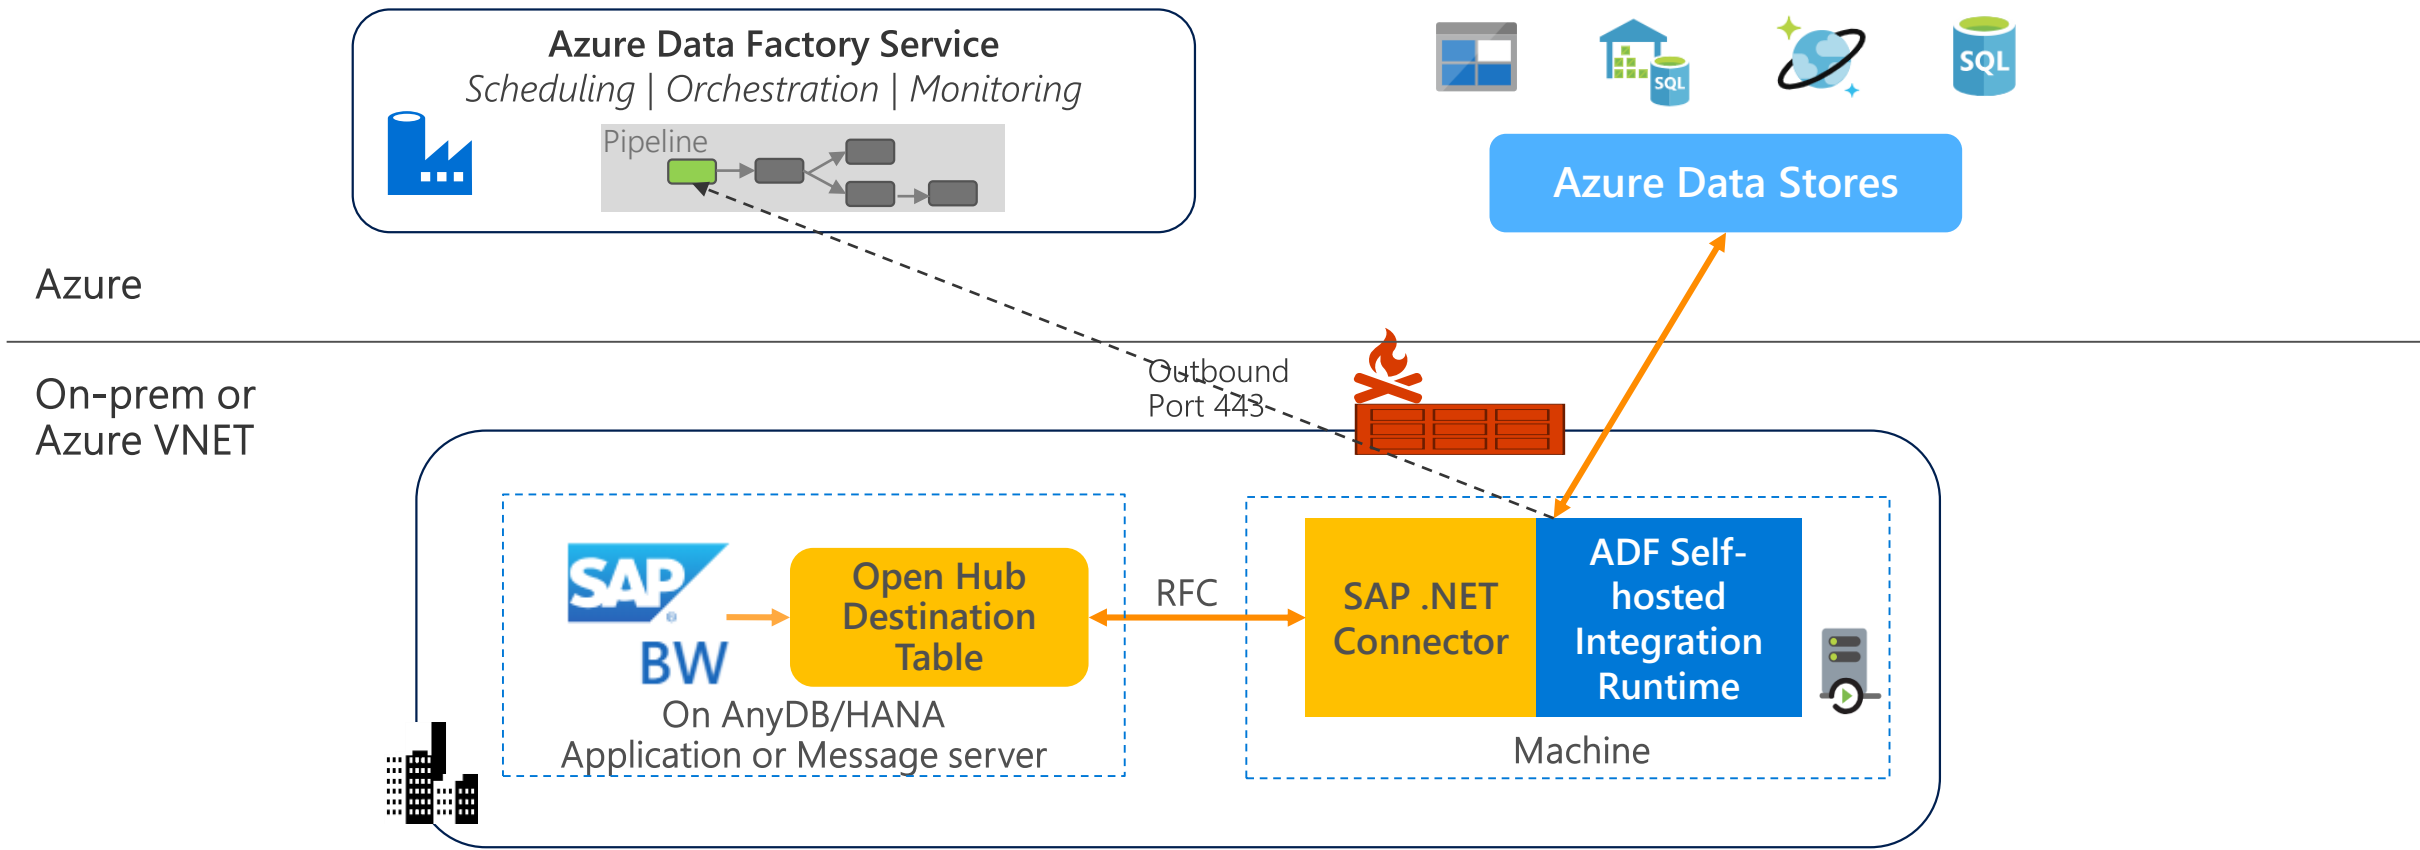 Azure Data Factory Service
Scheduling | Orchestration | Monitoring
Pipeline
SQL
SQL
Azure Data Stores
Azure
On-prem or
Azure VNET
Outbound
Port 443
SAP
®
BW
Open Hub
Destination
Table
On AnyDB/HANA
Application or Message server
RFC
SAP .NET
Connector
ADF Self-
hosted
Integration
Runtime
Machine